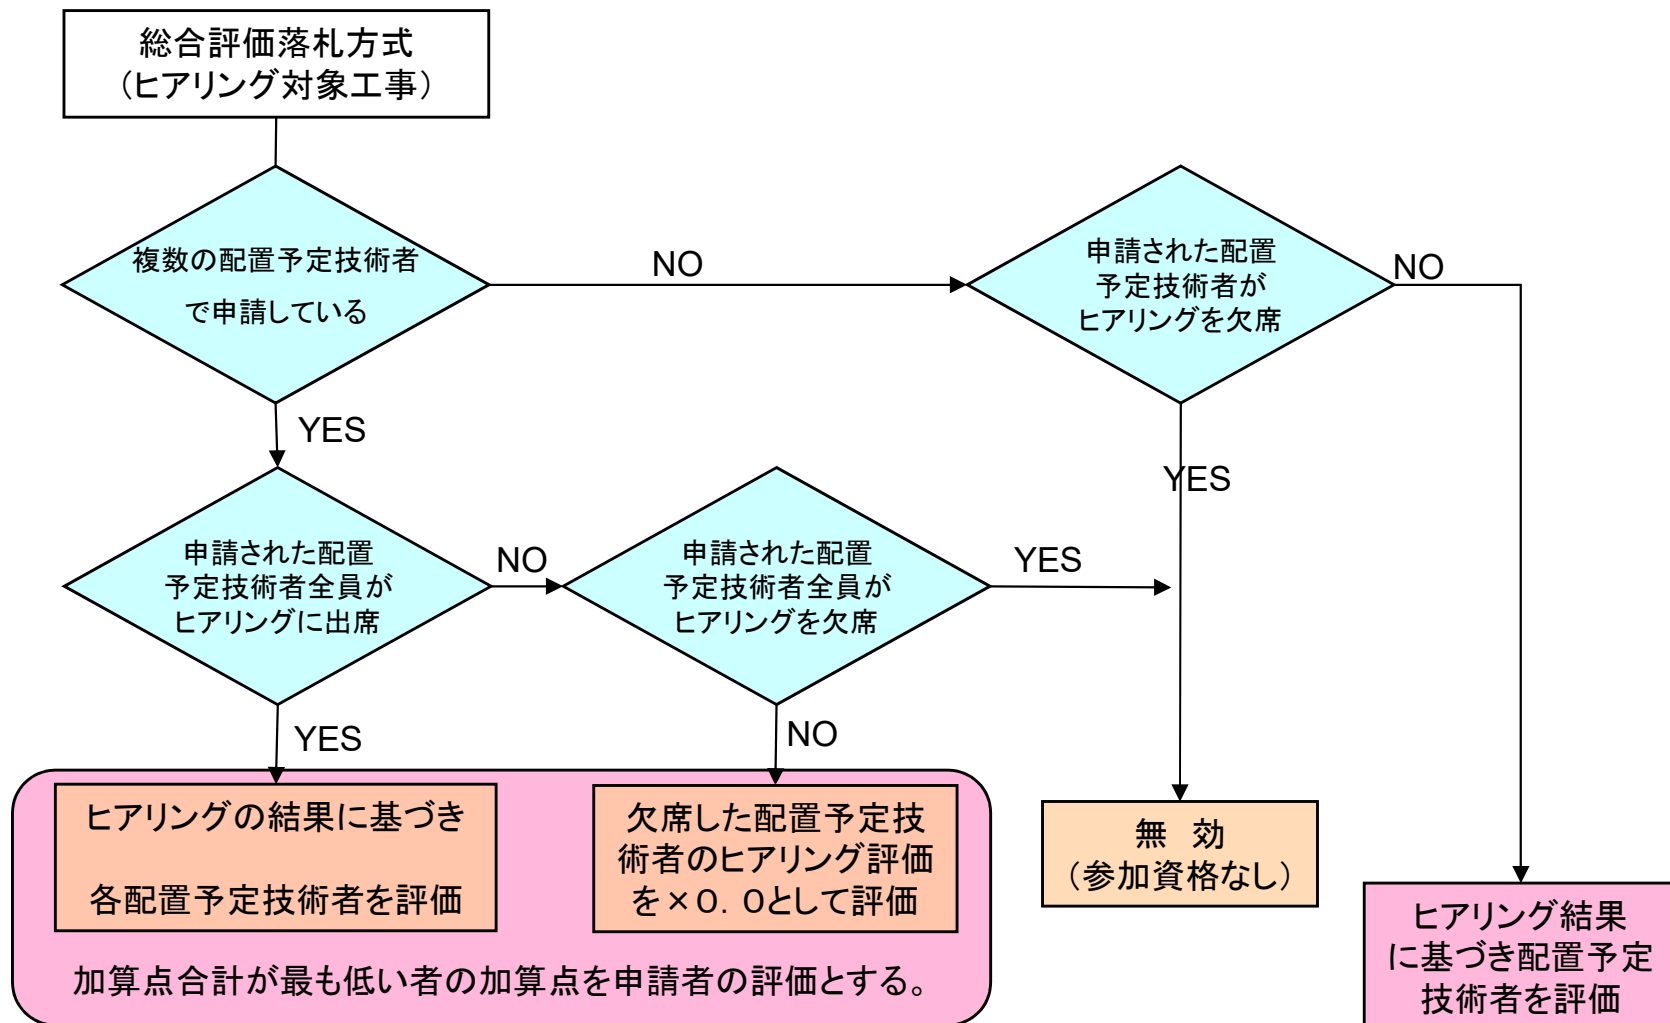 総合評価落札方式
（ヒアリング対象工事）
複数の配置予定技術者
で申請している
NO
申請された配置
予定技術者が
ヒアリングを欠席
NO
YES
YES
申請された配置
予定技術者全員が
ヒアリングに出席
NO
申請された配置
予定技術者全員が
ヒアリングを欠席
YES
YES
NO
ヒアリングの結果に基づき
各配置予定技術者を評価
欠席した配置予定技
術者のヒアリング評価
を×０．０として評価
無　効
（参加資格なし）
ヒアリング結果
に基づき配置予定
技術者を評価
加算点合計が最も低い者の加算点を申請者の評価とする。